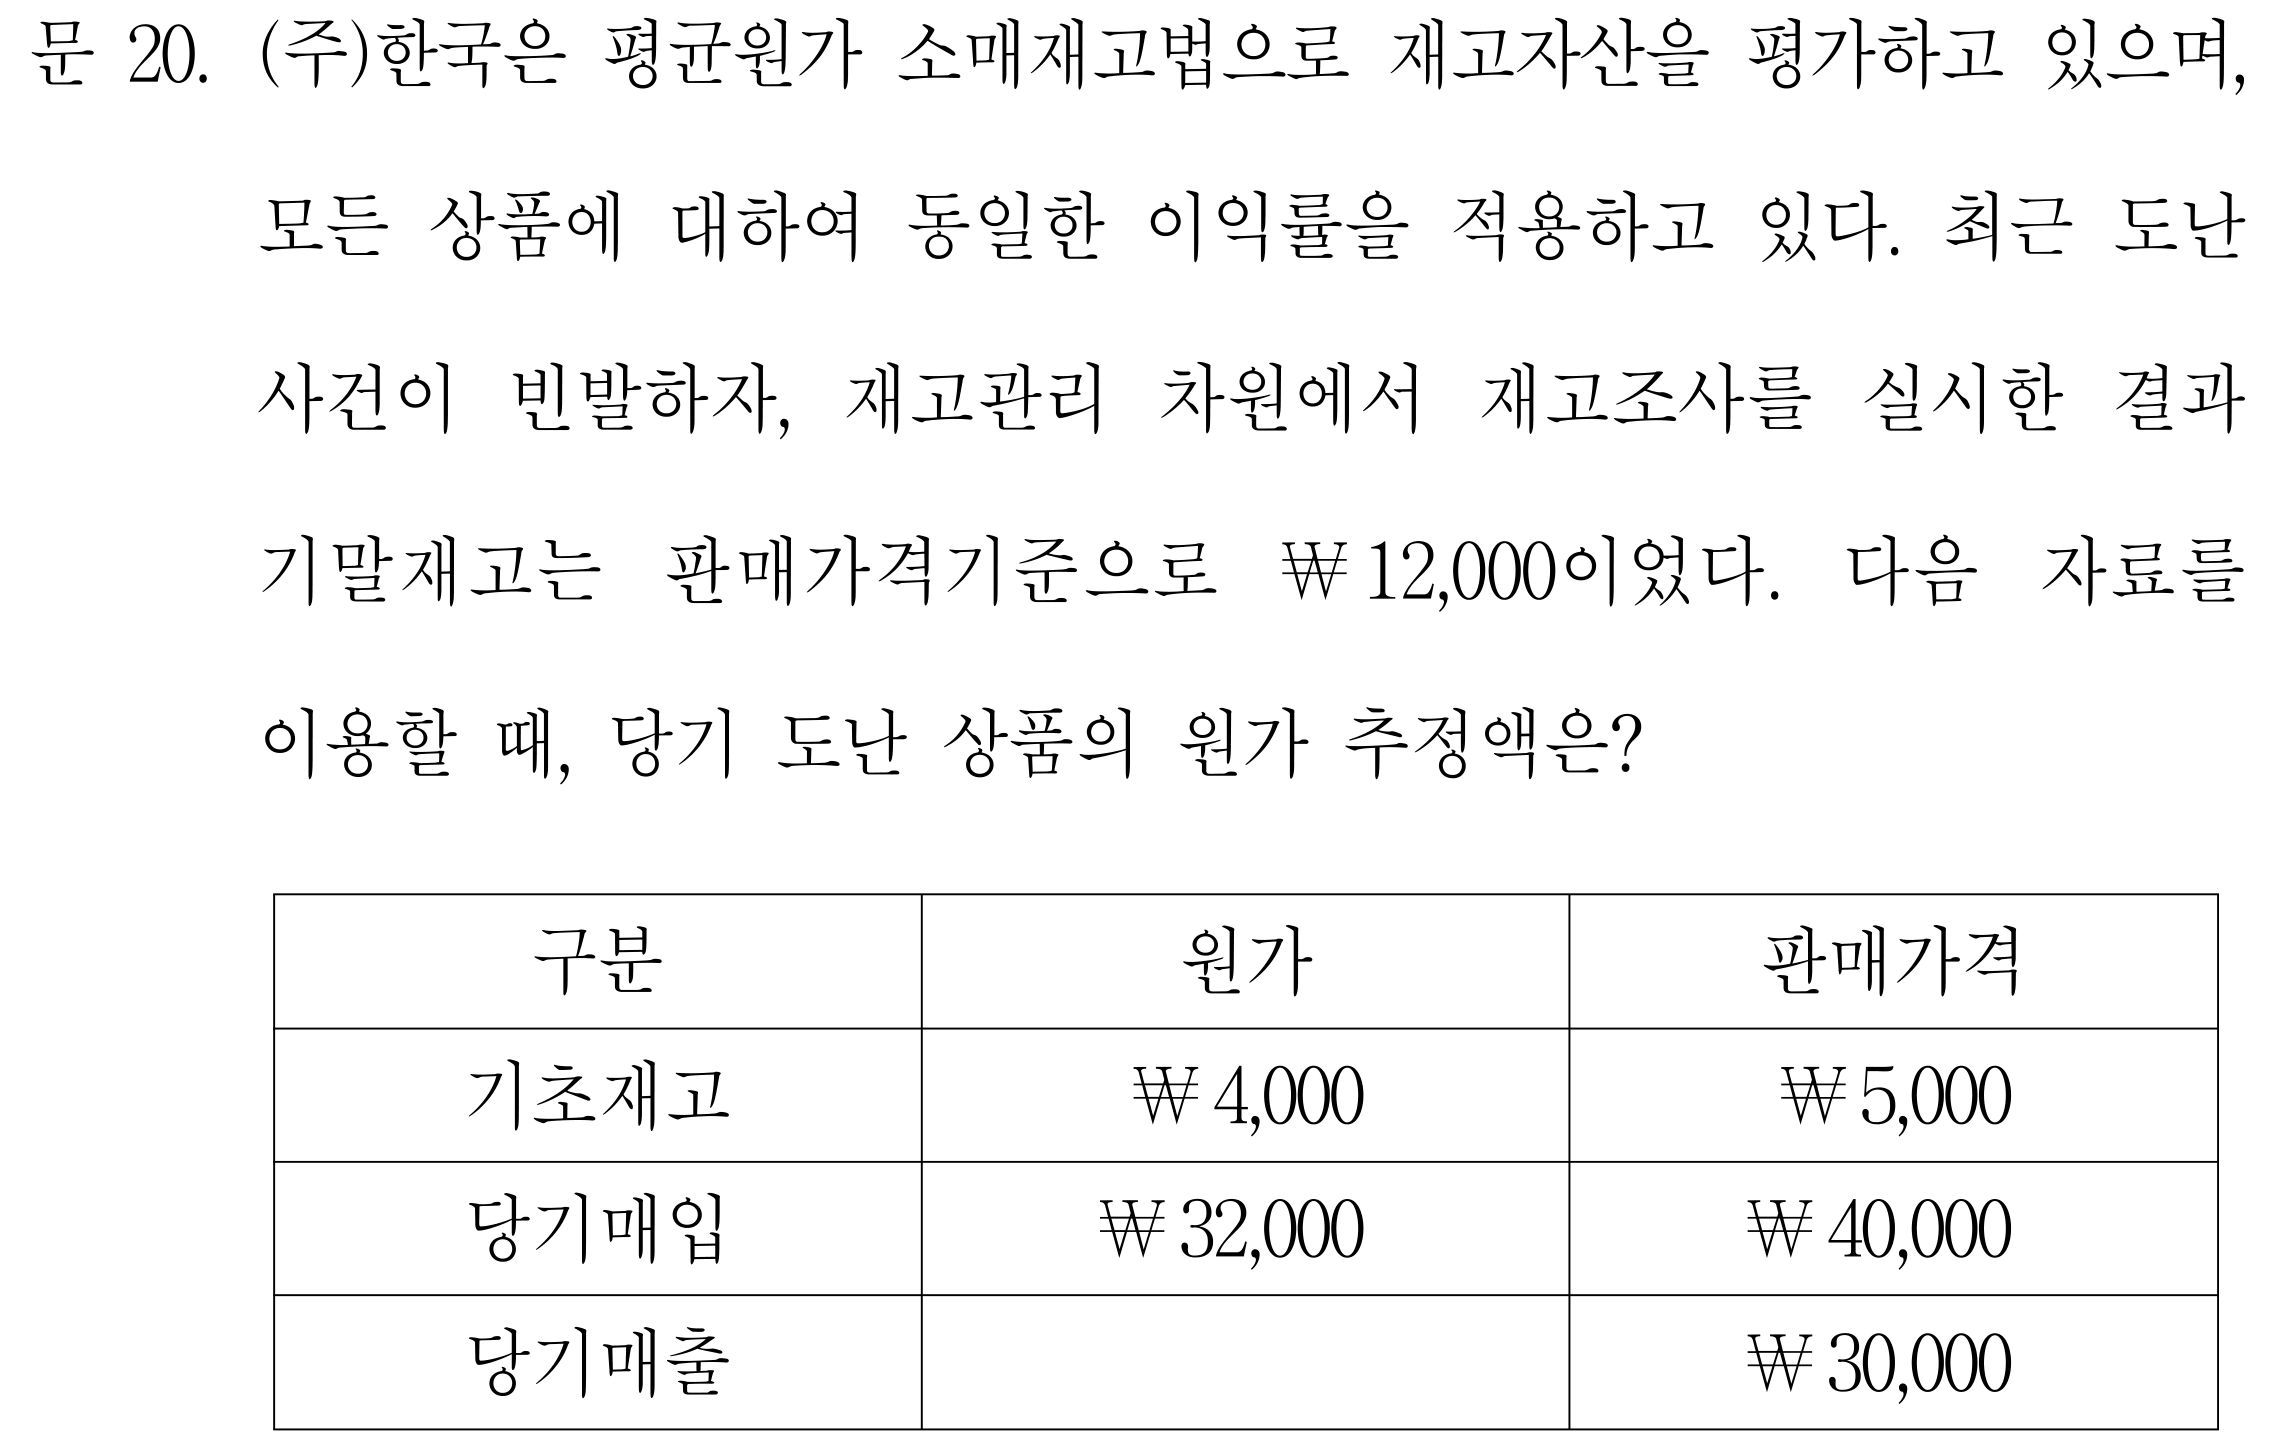 문 20. (주)한국은 평균원가 소매재고법으로 재고자산을 평가하고 있으며,
모든 상품에 대하여 동일한 이익률을 적용하고 있다. 최근 도난
사건이 빈발하자, 재고관리 차원에서 재고조사를 실시한 결과
기말재고는 판매가격기준으로 ₩12,000이었다. 다음 자료를
이용할 때, 당기 도난 상품의 원가 추정액은?
구분 원가 판매가격
기초재고 ₩4,000 ₩5,000
당기매입 ₩32,000 ₩40,000
당기매출 ₩30,000